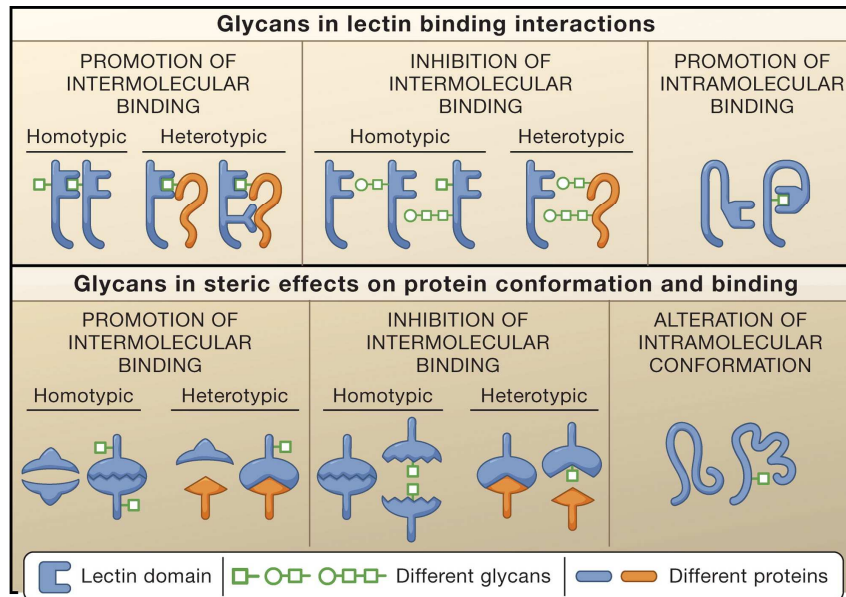 Glycans in lectin binding interactions
PROMOTION OF
INTERMOLECULAR
BINDING
Homotypic
Heterotypic
INHIBITION OF
INTERMOLECULAR
BINDING
Homotypic
Heterotypic
PROMOTION OF
INTRAMOLECULAR
BINDING
Glycans in steric effects on protein conformation and binding
PROMOTION OF
INTERMOLECULAR
BINDING
Homotypic
Heterotypic
INHIBITION OF
INTERMOLECULAR
BINDING
Homotypic
Heterotypic
ALTERATION OF
INTRAMOLECULAR
CONFORMATION
Lectin domain
Different glycans
Different proteins